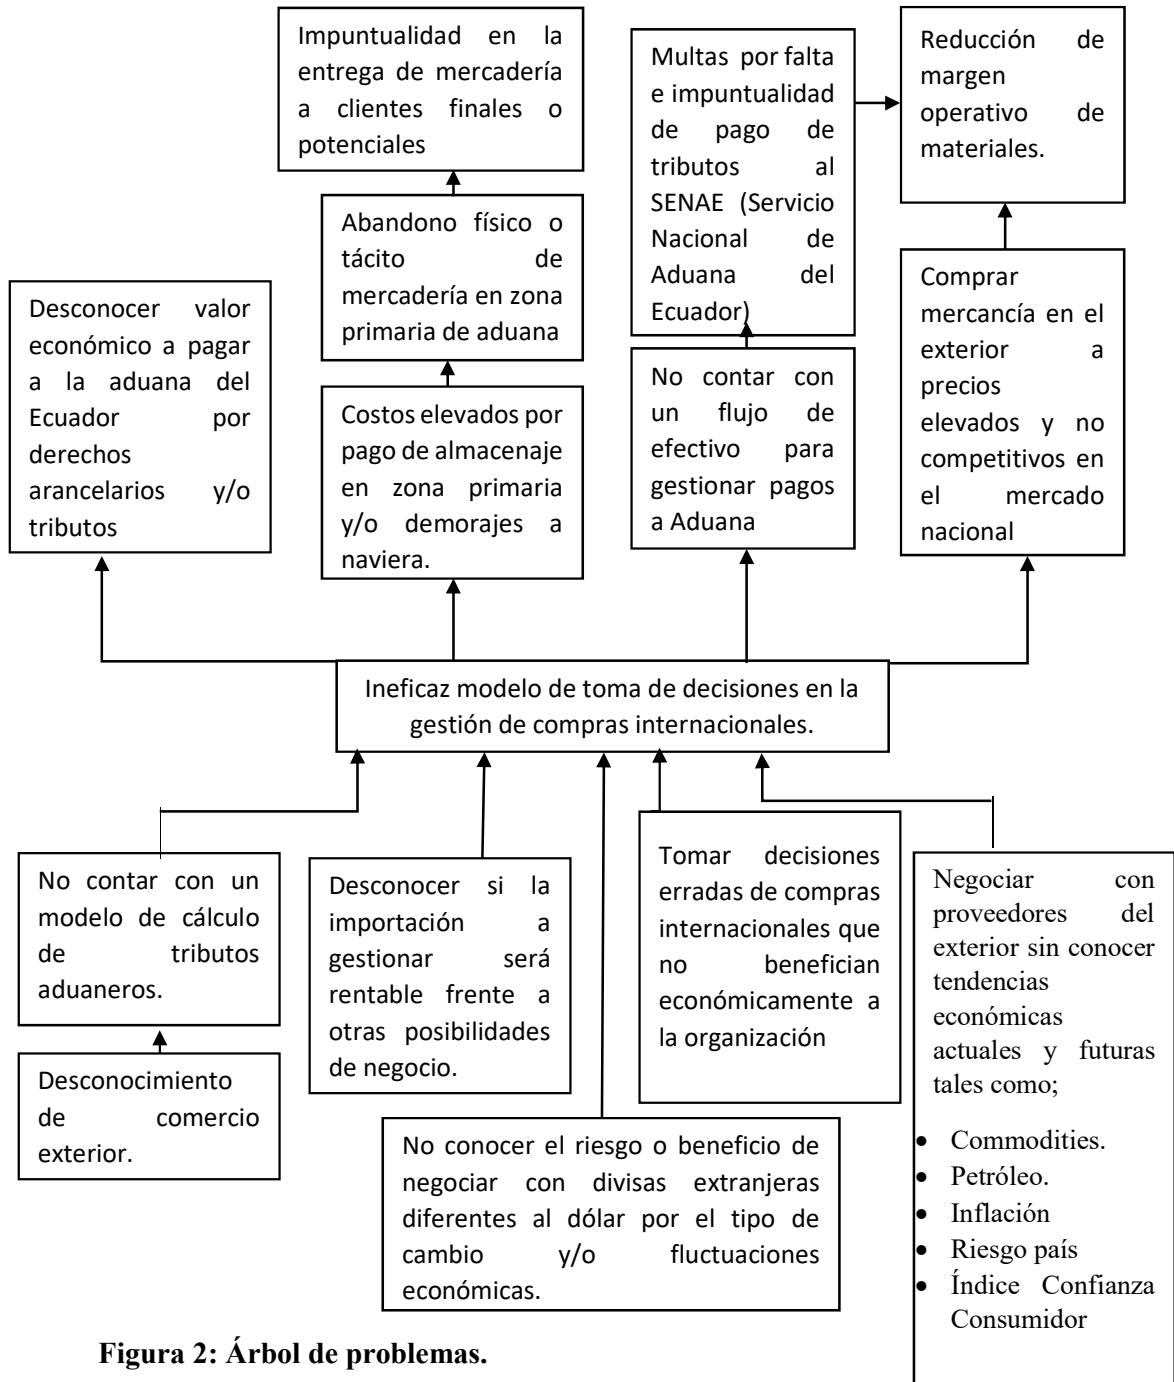 Impuntualidad en la
entrega de mercadería
a clientes finales o
potenciales
Multas por falta
e impuntualidad
de pago de
tributos al
SENAE (Servicio
Nacional de
Aduana del
Ecuador)
Reducción de
margen
operativo de
materiales.
Abandono físico o
tácito de
mercadería en zona
primaria de aduana
Desconocer valor
económico a pagar
a la aduana del
Ecuador por
derechos
arancelarios y/o
tributos
Costos elevados por
pago de almacenaje
en zona primaria
y/o demorajes a
naviera.
No contar con
un flujo de
efectivo para
gestionar pagos
a Aduana
Comprar
mercancía en el
exterior a
precios
elevados y no
competitivos en
el mercado
nacional
Ineficaz modelo de toma de decisiones en la
gestión de compras internacionales.
No contar con un
modelo de cálculo
de tributos
aduaneros.
Desconocimiento
de comercio
exterior.
Desconocer si la
importación a
gestionar será
rentable frente a
otras posibilidades
de negocio.
No conocer el riesgo o beneficio de
negociar con divisas extranjeras
diferentes al dólar por el tipo de
cambio y/o fluctuaciones
económicas.
Tomar decisiones
erradas de compras
internacionales que
no benefician
económicamente a
la organización
Negociar con
proveedores del
exterior sin conocer
tendencias
económicas
actuales y futuras
tales como;
• Commodities.
• Petróleo.
• Inflación
• Riesgo país
• Índice Confianza
Consumidor
Figura 2: Árbol de problemas.